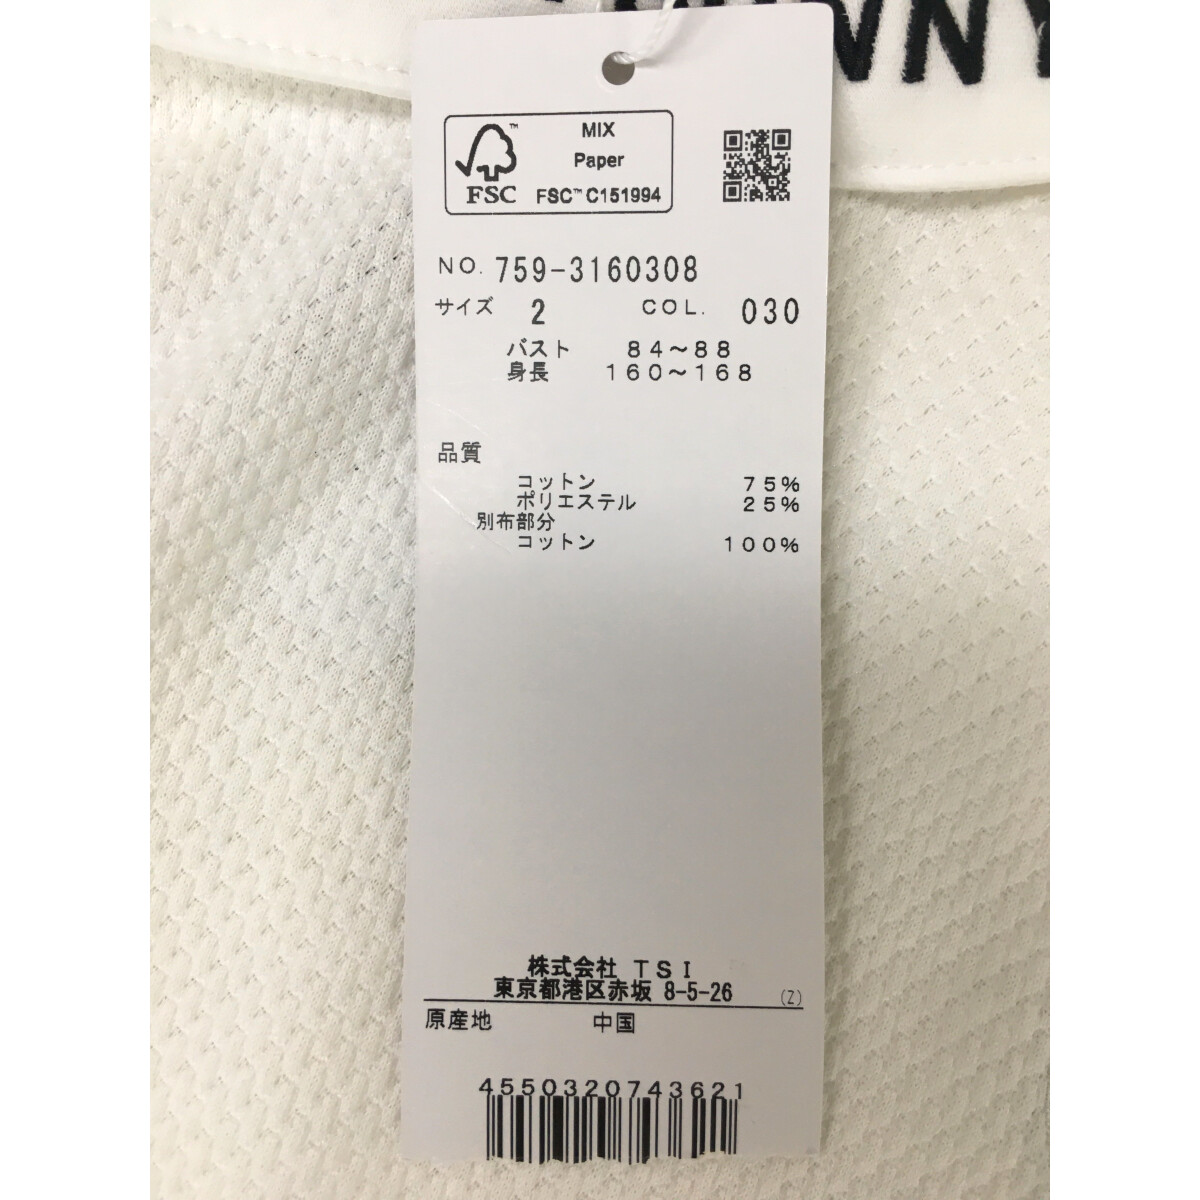 WNY
MIX
Paper
FSC™ C151994
FSC
NO. 759-3160308
サイズ 2 COL. 030
バスト 84～88
身長 160～168
品質
コットン 75%
ポリエステル 25%
別布部分
コットン 100%
株式会社 TSI
東京都港区赤坂 8-5-26 (Z)
原産地 中国
4550320743621